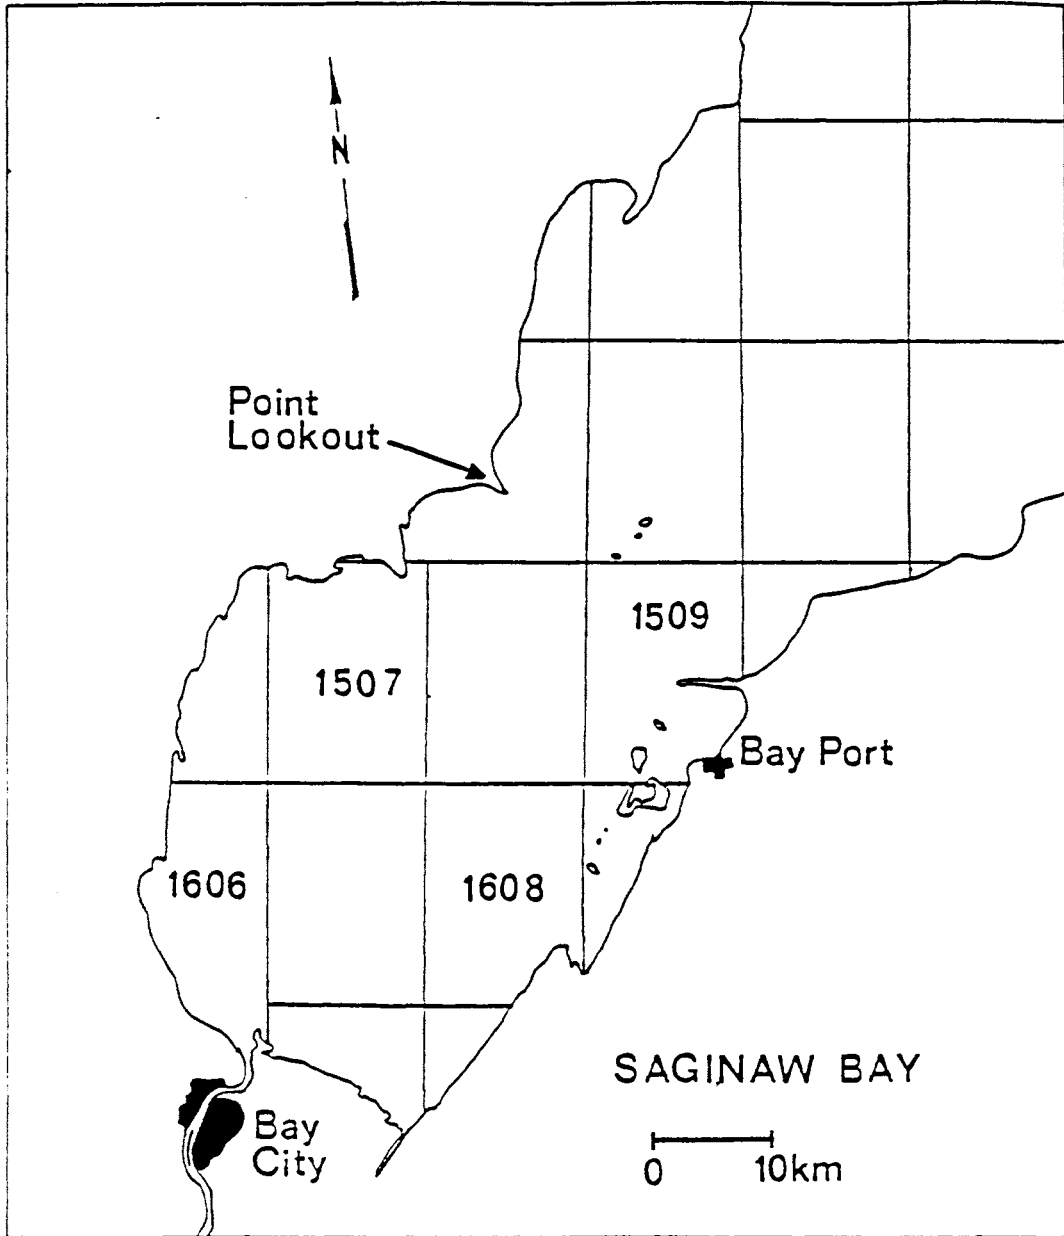 N
Point
Lookout
1509
1507
Bay Port
1606
1608
SAGINAW BAY
Bay
City
0 10km